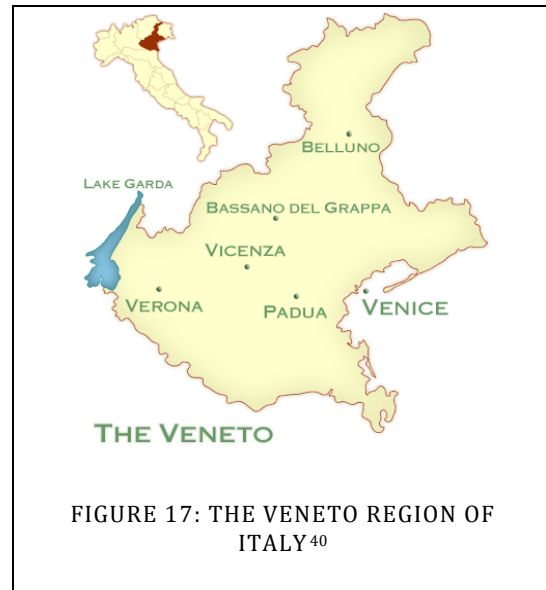 BELLUNO
LAKE GARDA
BASSANO DEL GRAPPA
VICENZA
VERONA
PADUA
VENICE
THE VENETO
FIGURE 17: THE VENETO REGION OF
ITALY40